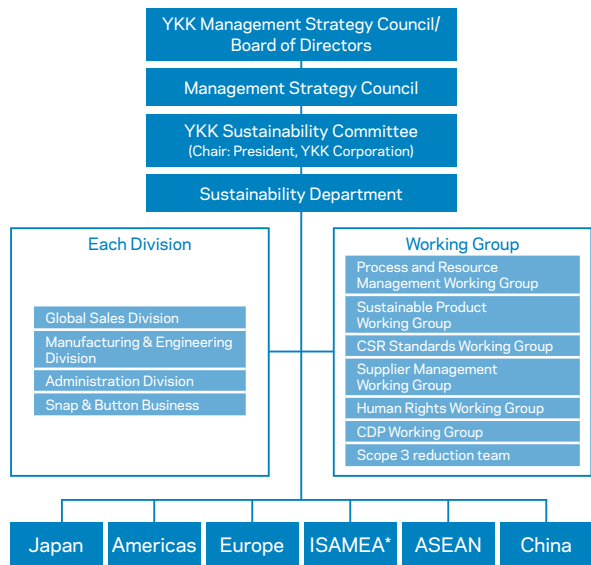 YKK Management Strategy Council/
Board of Directors
Management Strategy Council
YKK Sustainability Committee
(Chair: President, YKK Corporation)
Sustainability Department
Each Division
Global Sales Division
Manufacturing & Engineering
Division
Administration Division
Snap & Button Business
Working Group
Process and Resource
Management Working Group
Sustainable Product
Working Group
CSR Standards Working Group
Supplier Management
Working Group
Human Rights Working Group
CDP Working Group
Scope 3 reduction team
Japan
Americas
Europe
ISAMEA*
ASEAN
China